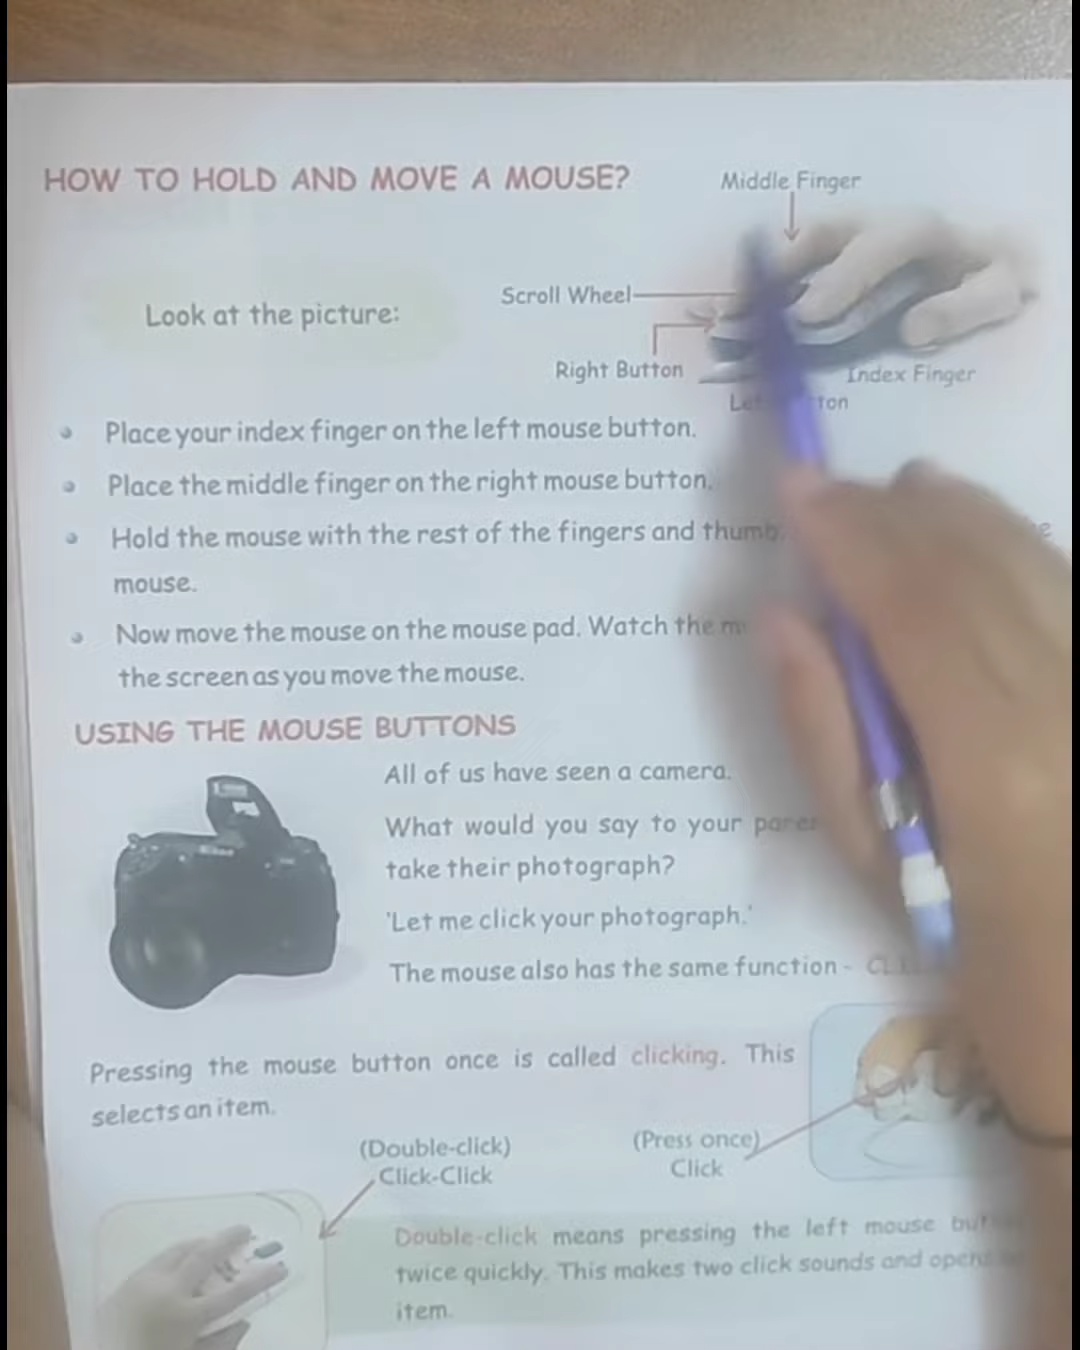 HOW TO HOLD AND MOVE A MOUSE?
Middle Finger
Scroll Wheel
Look at the picture:
Right Button
Index Finger
Place your index finger on the left mouse button.
Place the middle finger on the right mouse button.
Hold the mouse with the rest of the fingers and thumb.
mouse.
Now move the mouse on the mouse pad. Watch the
the screen as you move the mouse.
USING THE MOUSE BUTTONS
All of us have seen a camera.
What would you say to your
take their photograph?
'Let me click your photograph.'
The mouse also has the same function -
Pressing the mouse button once is called clicking. This
selects an item.
(Double-click)
Click-Click
(Press once)
Click
Double-click means pressing the left mouse
twice quickly. This makes two click sounds and opens
item.